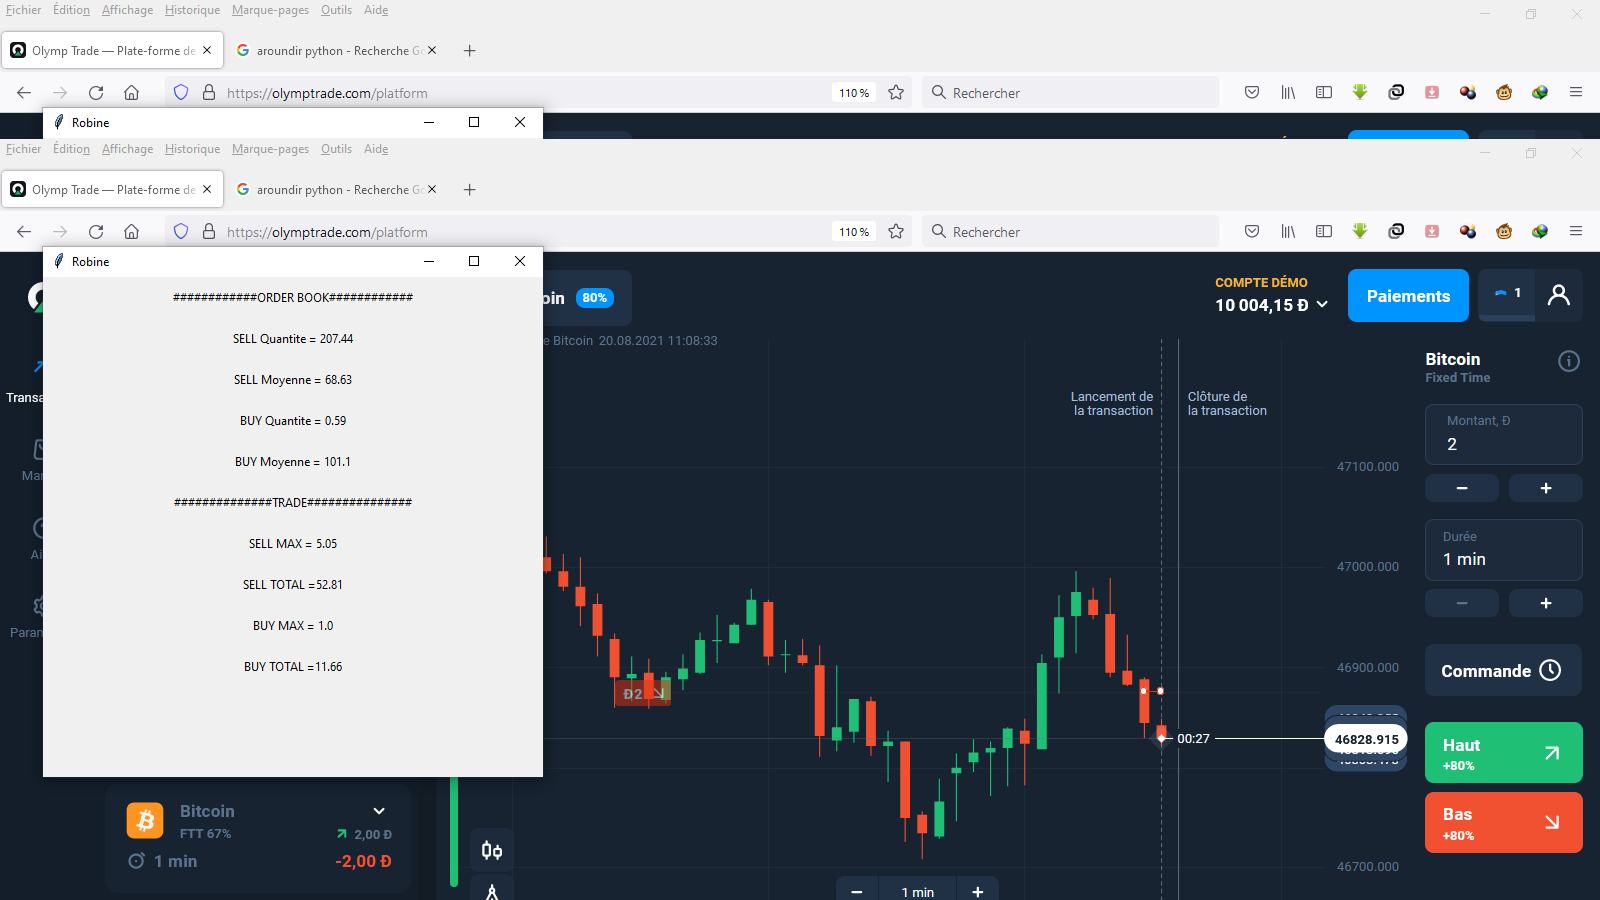 Fichier Édition Affichage Historique Marque-pages Outils Aide
Olymp Trade — Plate-forme de
aroundir python - Recherche Go
https://olymptrade.com/platform
110 %
Rechercher
Robine
Fichier Édition Affichage Historique Marque-pages Outils Aide
Olymp Trade — Plate-forme de
aroundir python - Recherche Go
https://olymptrade.com/platform
110 %
Rechercher
Robine
############ORDER BOOK############
SELL Quantite = 207.44
SELL Moyenne = 68.63
BUY Quantite = 0.59
BUY Moyenne = 101.1
##############TRADE###############
SELL MAX = 5.05
SELL TOTAL =52.81
BUY MAX = 1.0
BUY TOTAL =11.66
Transa
Mar
Ai
Param
oin 80%
e Bitcoin 20.08.2021 11:08:33
COMPTE DÉMO
10 004,15 Đ
Paiements
1
Lancement de
la transaction
Clôture de
la transaction
47100.000
47000.000
46900.000
46828.915
46700.000
00:27
Đ2
Bitcoin
Fixed Time
Montant, Đ
2
− +
Durée
1 min
− +
Commande
Haut
+80%
Bas
+80%
Bitcoin
FTT 67%
2,00 Đ
1 min
-2,00 Đ
− 1 min +